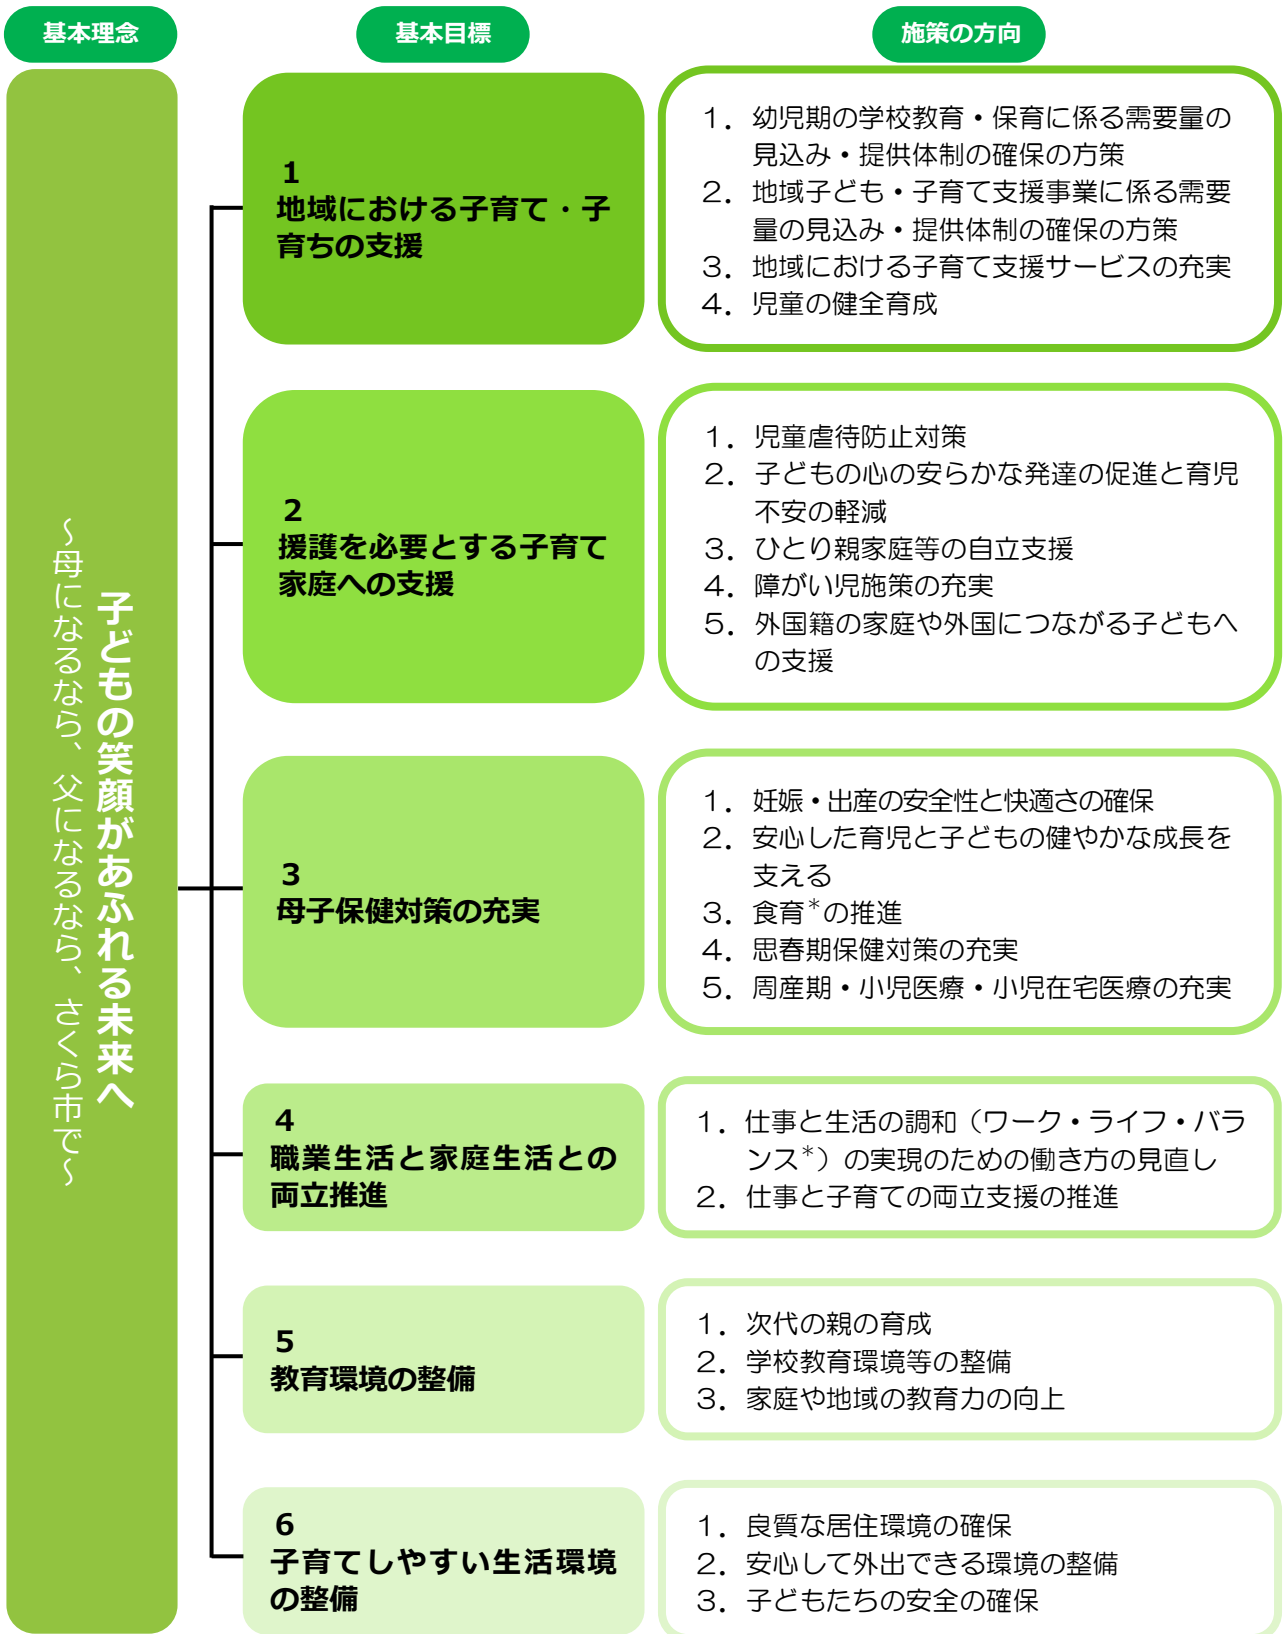 基本理念
基本目標
施策の方向
子どもの笑顔があふれる未来へ
～母になるなら、父になるなら、さくら市で～
1
地域における子育て・子
育ちの支援
1．幼児期の学校教育・保育に係る需要量の
見込み・提供体制の確保の方策
2．地域子ども・子育て支援事業に係る需要
量の見込み・提供体制の確保の方策
3．地域における子育て支援サービスの充実
4．児童の健全育成
2
援護を必要とする子育て
家庭への支援
1．児童虐待防止対策
2．子どもの心の安らかな発達の促進と育児
不安の軽減
3．ひとり親家庭等の自立支援
4．障がい児施策の充実
5．外国籍の家庭や外国につながる子どもへ
の支援
3
母子保健対策の充実
1．妊娠・出産の安全性と快適さの確保
2．安心した育児と子どもの健やかな成長を
支える
3．食育*の推進
4．思春期保健対策の充実
5．周産期・小児医療・小児在宅医療の充実
4
職業生活と家庭生活との
両立推進
1．仕事と生活の調和（ワーク・ライフ・バラ
ンス*）の実現のための働き方の見直し
2．仕事と子育ての両立支援の推進
5
教育環境の整備
1．次代の親の育成
2．学校教育環境等の整備
3．家庭や地域の教育力の向上
6
子育てしやすい生活環境
の整備
1．良質な居住環境の確保
2．安心して外出できる環境の整備
3．子どもたちの安全の確保